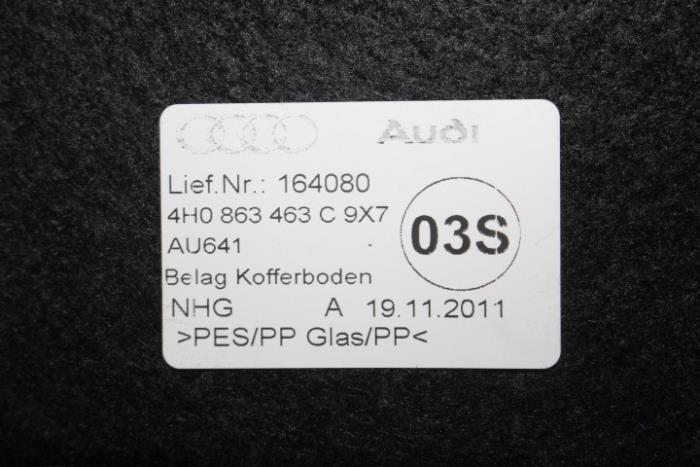 Audi
Lief.Nr.: 164080
4H0 863 463 C 9X7
03S
AU641
Belag Kofferboden
NHG A 19.11.2011
>PES/PP Glas/PP<